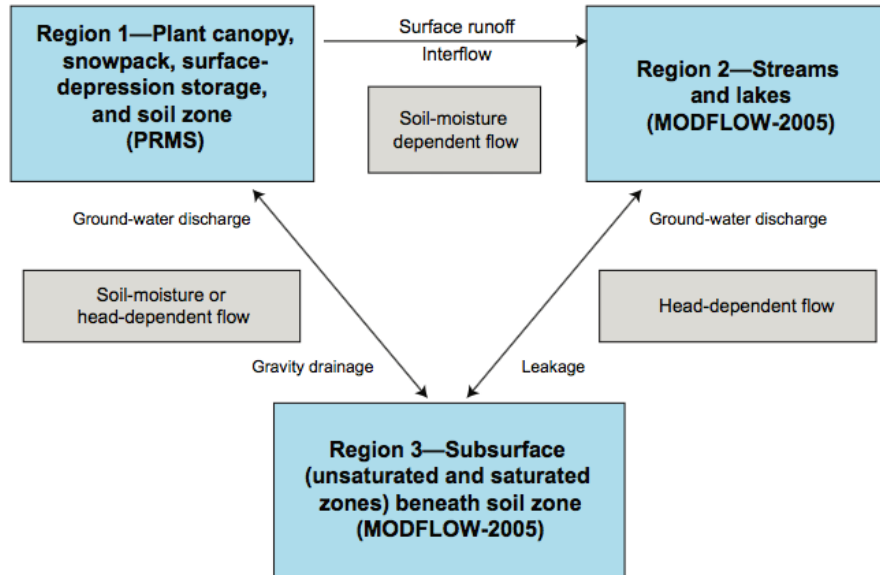 Region 1—Plant canopy,
snowpack, surface-
depression storage,
and soil zone
(PRMS)
Surface runoff
Interflow
Soil-moisture
dependent flow
Region 2—Streams
and lakes
(MODFLOW-2005)
Ground-water discharge
Ground-water discharge
Soil-moisture or
head-dependent flow
Head-dependent flow
Gravity drainage
Leakage
Region 3—Subsurface
(unsaturated and saturated
zones) beneath soil zone
(MODFLOW-2005)